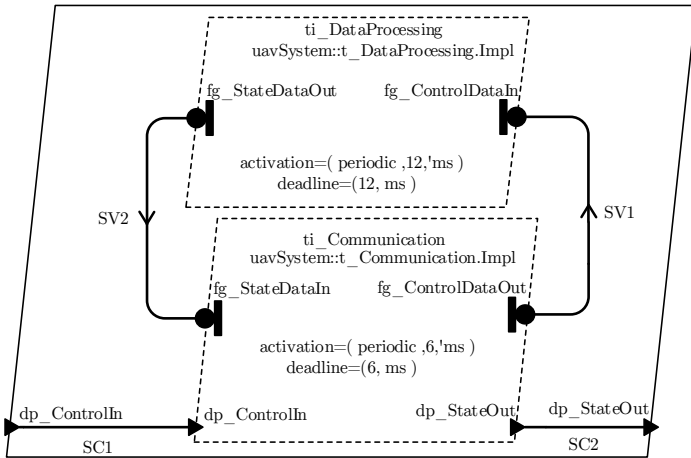 ti_DataProcessing
uavSystem::t_DataProcessing.Impl
fg_StateDataOut fg_ControlDataIn
activation=( periodic ,12,'ms )
deadline=(12, ms )
SV2 SV1
ti_Communication
uavSystem::t_Communication.Impl
fg_StateDataIn fg_ControlDataOut
activation=( periodic ,6,'ms )
deadline=(6, ms )
dp_ControlIn dp_ControlIn dp_StateOut dp_StateOut
SC1 SC2